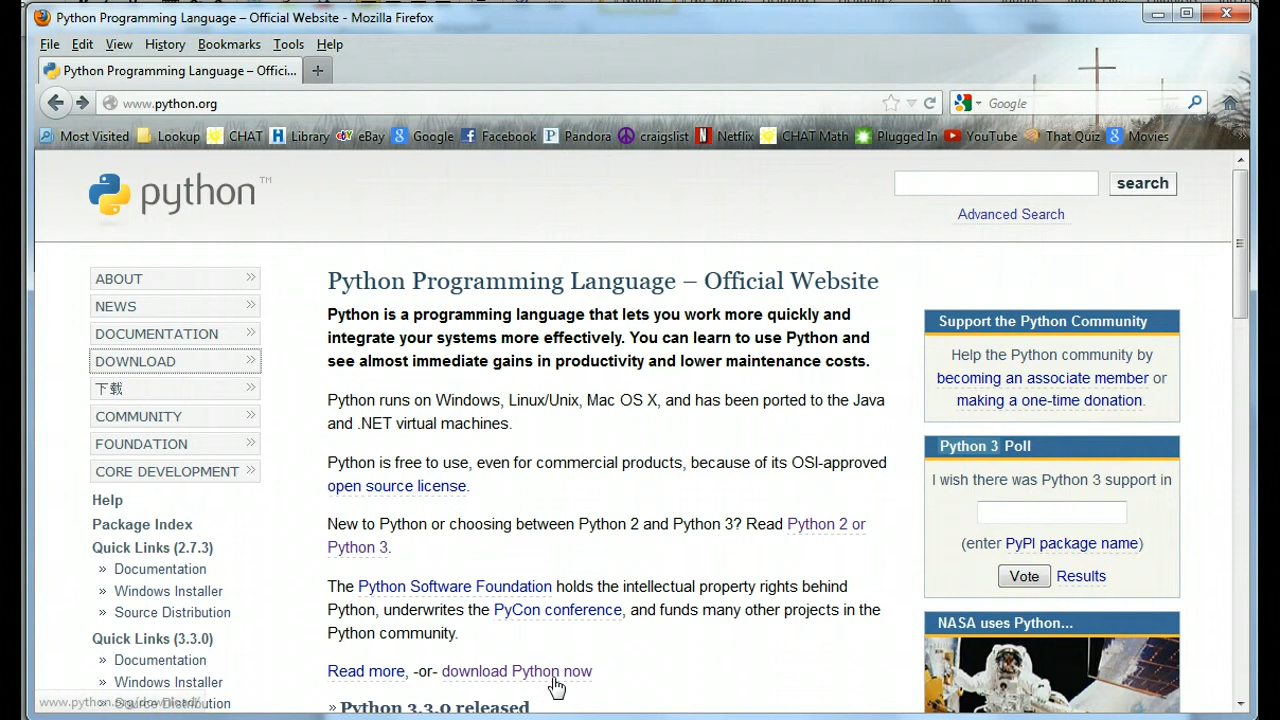 Python Programming Language – Official Website - Mozilla Firefox
File Edit View History Bookmarks Tools Help
Python Programming Language – Offici...
www.python.org
Google
Most Visited Lookup CHAT Library eBay Google Facebook Pandora craigslist Netflix CHAT Math Plugged In YouTube That Quiz Movies
python™
search
Advanced Search
ABOUT
NEWS
DOCUMENTATION
DOWNLOAD
下载
COMMUNITY
FOUNDATION
CORE DEVELOPMENT
Help
Package Index
Quick Links (2.7.3)
» Documentation
» Windows Installer
» Source Distribution
Quick Links (3.3.0)
» Documentation
» Windows Installer
» Source Distribution
www.python.org/download/
Python Programming Language – Official Website
Python is a programming language that lets you work more quickly and
integrate your systems more effectively. You can learn to use Python and
see almost immediate gains in productivity and lower maintenance costs.
Python runs on Windows, Linux/Unix, Mac OS X, and has been ported to the Java
and .NET virtual machines.
Python is free to use, even for commercial products, because of its OSI-approved
open source license.
New to Python or choosing between Python 2 and Python 3? Read Python 2 or
Python 3.
The Python Software Foundation holds the intellectual property rights behind
Python, underwrites the PyCon conference, and funds many other projects in the
Python community.
Read more, -or- download Python now
» Python 3.3.0 released
Support the Python Community
Help the Python community by
becoming an associate member or
making a one-time donation.
Python 3 Poll
I wish there was Python 3 support in
(enter PyPI package name)
Vote Results
NASA uses Python...